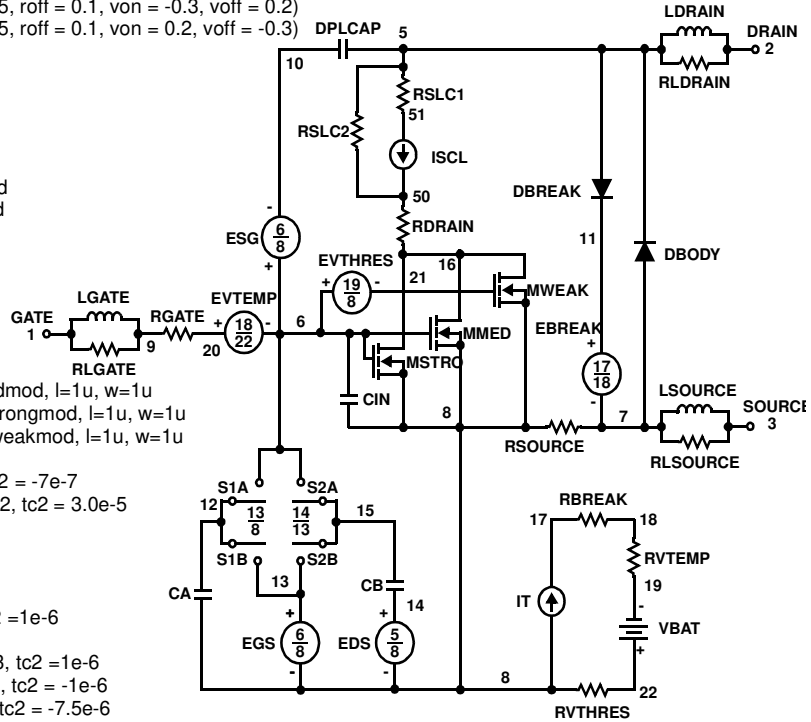 5, roff = 0.1, von = -0.3, voff = 0.2)
5, roff = 0.1, von = 0.2, voff = -0.3)
LDRAIN
DPLCAP 5 DRAIN
10 2
RSLC1 RLDRAIN
51
RSLC2
ISCL
d
d
50
DBREAK
- RDRAIN
ESG 6 8 11
+ EVTHRES 16 DBODY
+ 19 8 - 21
MWEAK
LGATE EVTEMP
GATE RGATE + 18 22 - 6 EBREAK
1 9 20 MMED +
RLGATE MSTRO 17 18
dmod, l=1u, w=1u - LSOURCE
rongmod, l=1u, w=1u CIN 8 7 SOURCE
weakmod, l=1u, w=1u 3
RSOURCE
RLSOURCE
2 = -7e-7
2, tc2 = 3.0e-5
S1A S2A RBREAK
12 13 8 14 13 15 17 18
S1B S2B RVTEMP
13 CB 19
CA 14 IT -
=1e-6 + + VBAT
EGS 6 8 EDS 5 8 +
3, tc2 =1e-6 - - 8
, tc2 = -1e-6 22
tc2 = -7.5e-6 RVTHRES